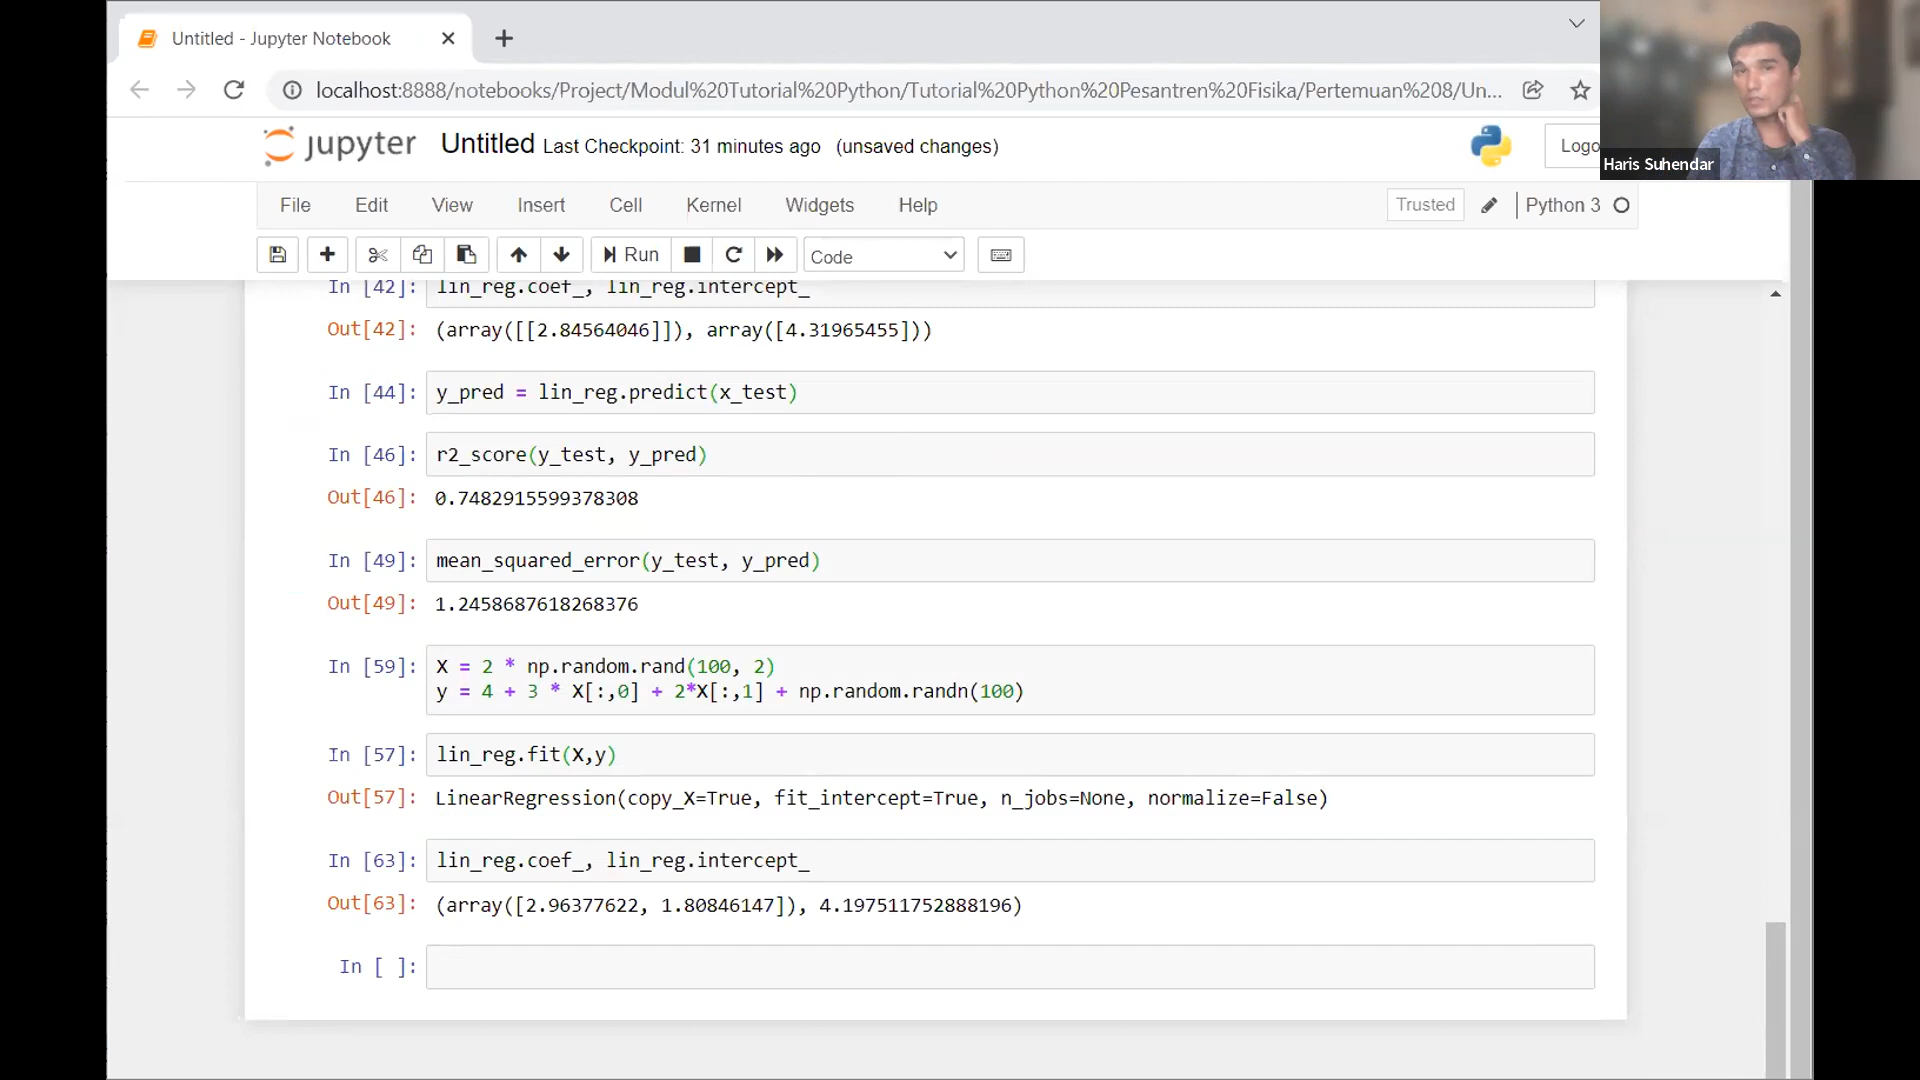 Untitled - Jupyter Notebook
localhost:8888/notebooks/Project/Modul%20Tutorial%20Python/Tutorial%20Python%20Pesantren%20Fisika/Pertemuan%208/Un...
jupyter Untitled Last Checkpoint: 31 minutes ago (unsaved changes)
Logo
Haris Suhendar
File Edit View Insert Cell Kernel Widgets Help Trusted Python 3
Run Code
In [42]: lin_reg.coef_, lin_reg.intercept_
Out[42]: (array([[2.84564046]]), array([4.31965455]))
In [44]: y_pred = lin_reg.predict(x_test)
In [46]: r2_score(y_test, y_pred)
Out[46]: 0.7482915599378308
In [49]: mean_squared_error(y_test, y_pred)
Out[49]: 1.2458687618268376
In [59]: X = 2 * np.random.rand(100, 2)
y = 4 + 3 * X[:,0] + 2*X[:,1] + np.random.randn(100)
In [57]: lin_reg.fit(X,y)
Out[57]: LinearRegression(copy_X=True, fit_intercept=True, n_jobs=None, normalize=False)
In [63]: lin_reg.coef_, lin_reg.intercept_
Out[63]: (array([2.96377622, 1.80846147]), 4.197511752888196)
In [ ]: